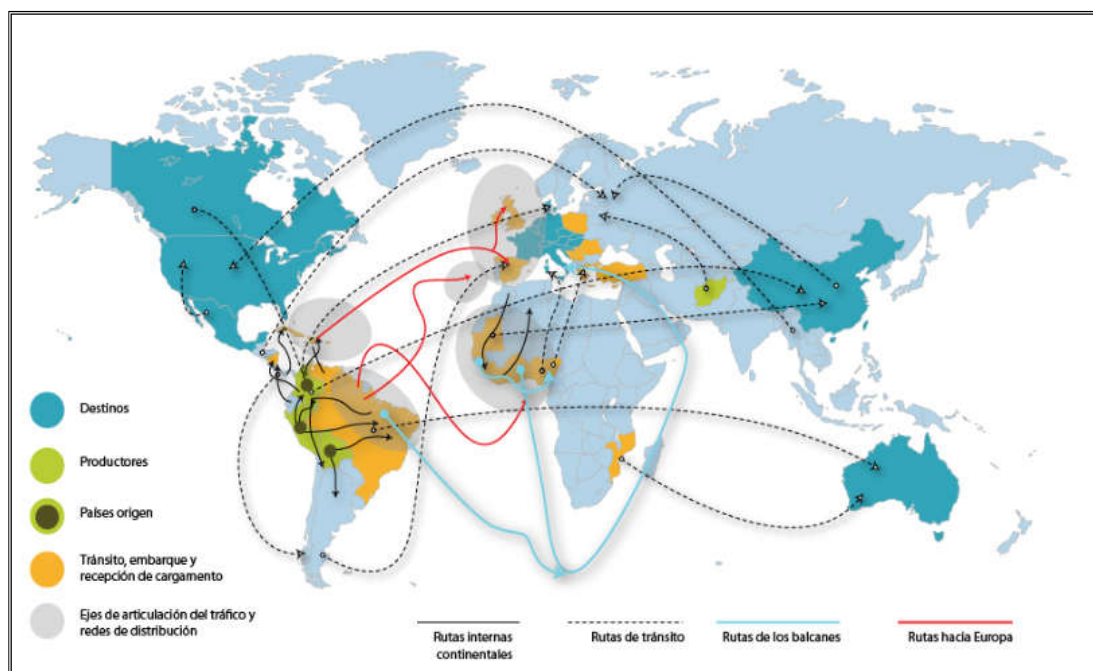 Destinos
Productores
Países origen
Tránsito, embarque y
recepción de cargamento
Ejes de articulación del tráfico y
redes de distribución
Rutas internas
continentales
Rutas de tránsito
Rutas de los balcanes
Rutas hacia Europa